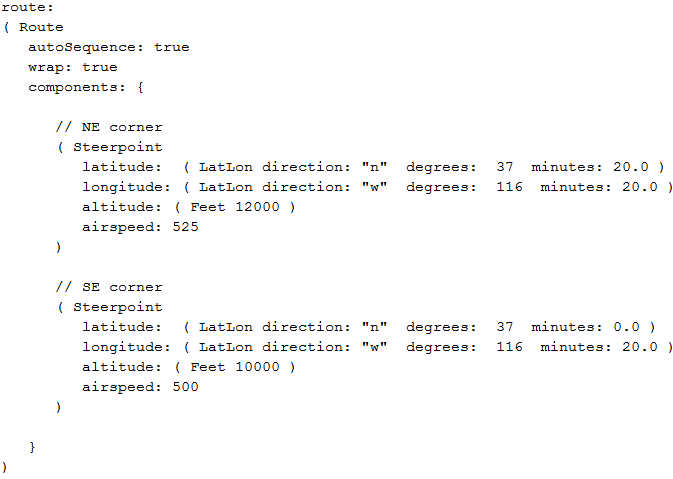 route:
( Route
   autoSequence: true
   wrap: true
   components: {

      // NE corner
      ( Steerpoint
         latitude:  ( LatLon direction: "n"  degrees:  37  minutes: 20.0 )
         longitude: ( LatLon direction: "w"  degrees:  116  minutes: 20.0 )
         altitude: ( Feet 12000 )
         airspeed: 525
      )

      // SE corner
      ( Steerpoint
         latitude:  ( LatLon direction: "n"  degrees:  37  minutes: 0.0 )
         longitude: ( LatLon direction: "w"  degrees:  116  minutes: 20.0 )
         altitude: ( Feet 10000 )
         airspeed: 500
      )

   }
)